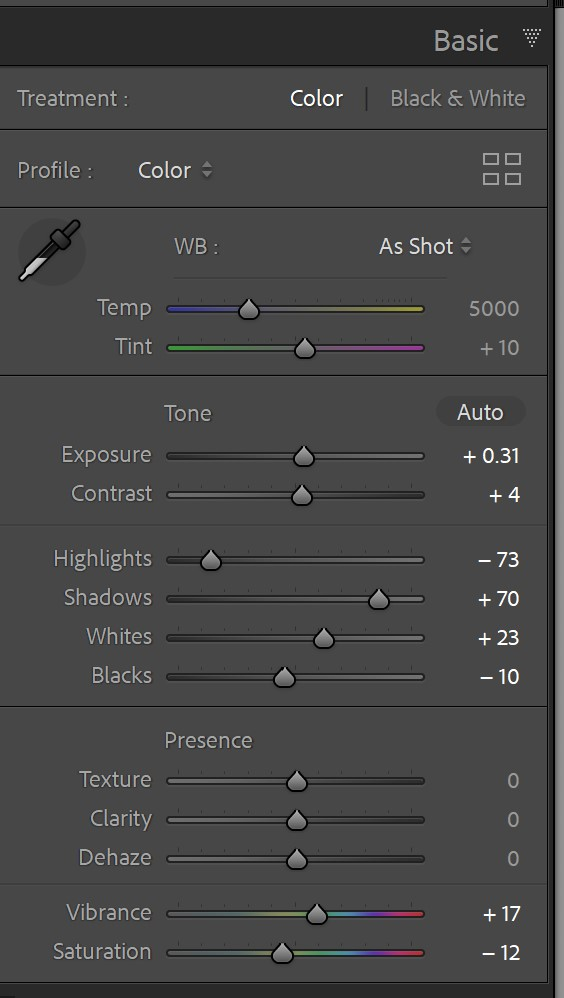 Basic
Treatment : Color | Black & White
Profile : Color
WB : As Shot
Temp 5000
Tint + 10
Tone Auto
Exposure + 0.31
Contrast + 4
Highlights – 73
Shadows + 70
Whites + 23
Blacks – 10
Presence
Texture 0
Clarity 0
Dehaze 0
Vibrance + 17
Saturation – 12